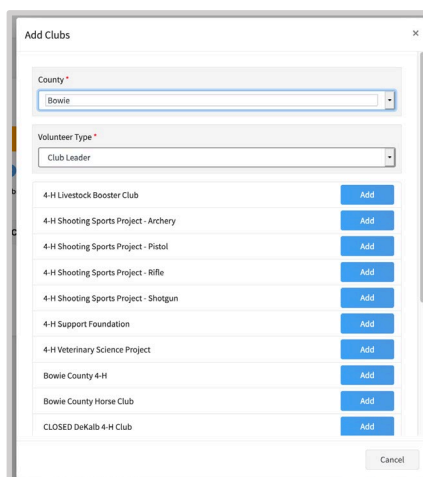 Add Clubs ×
County *
Bowie
Volunteer Type *
Club Leader
4-H Livestock Booster Club Add
4-H Shooting Sports Project - Archery Add
4-H Shooting Sports Project - Pistol Add
4-H Shooting Sports Project - Rifle Add
4-H Shooting Sports Project - Shotgun Add
4-H Support Foundation Add
4-H Veterinary Science Project Add
Bowie County 4-H Add
Bowie County Horse Club Add
CLOSED DeKalb 4-H Club Add
Cancel